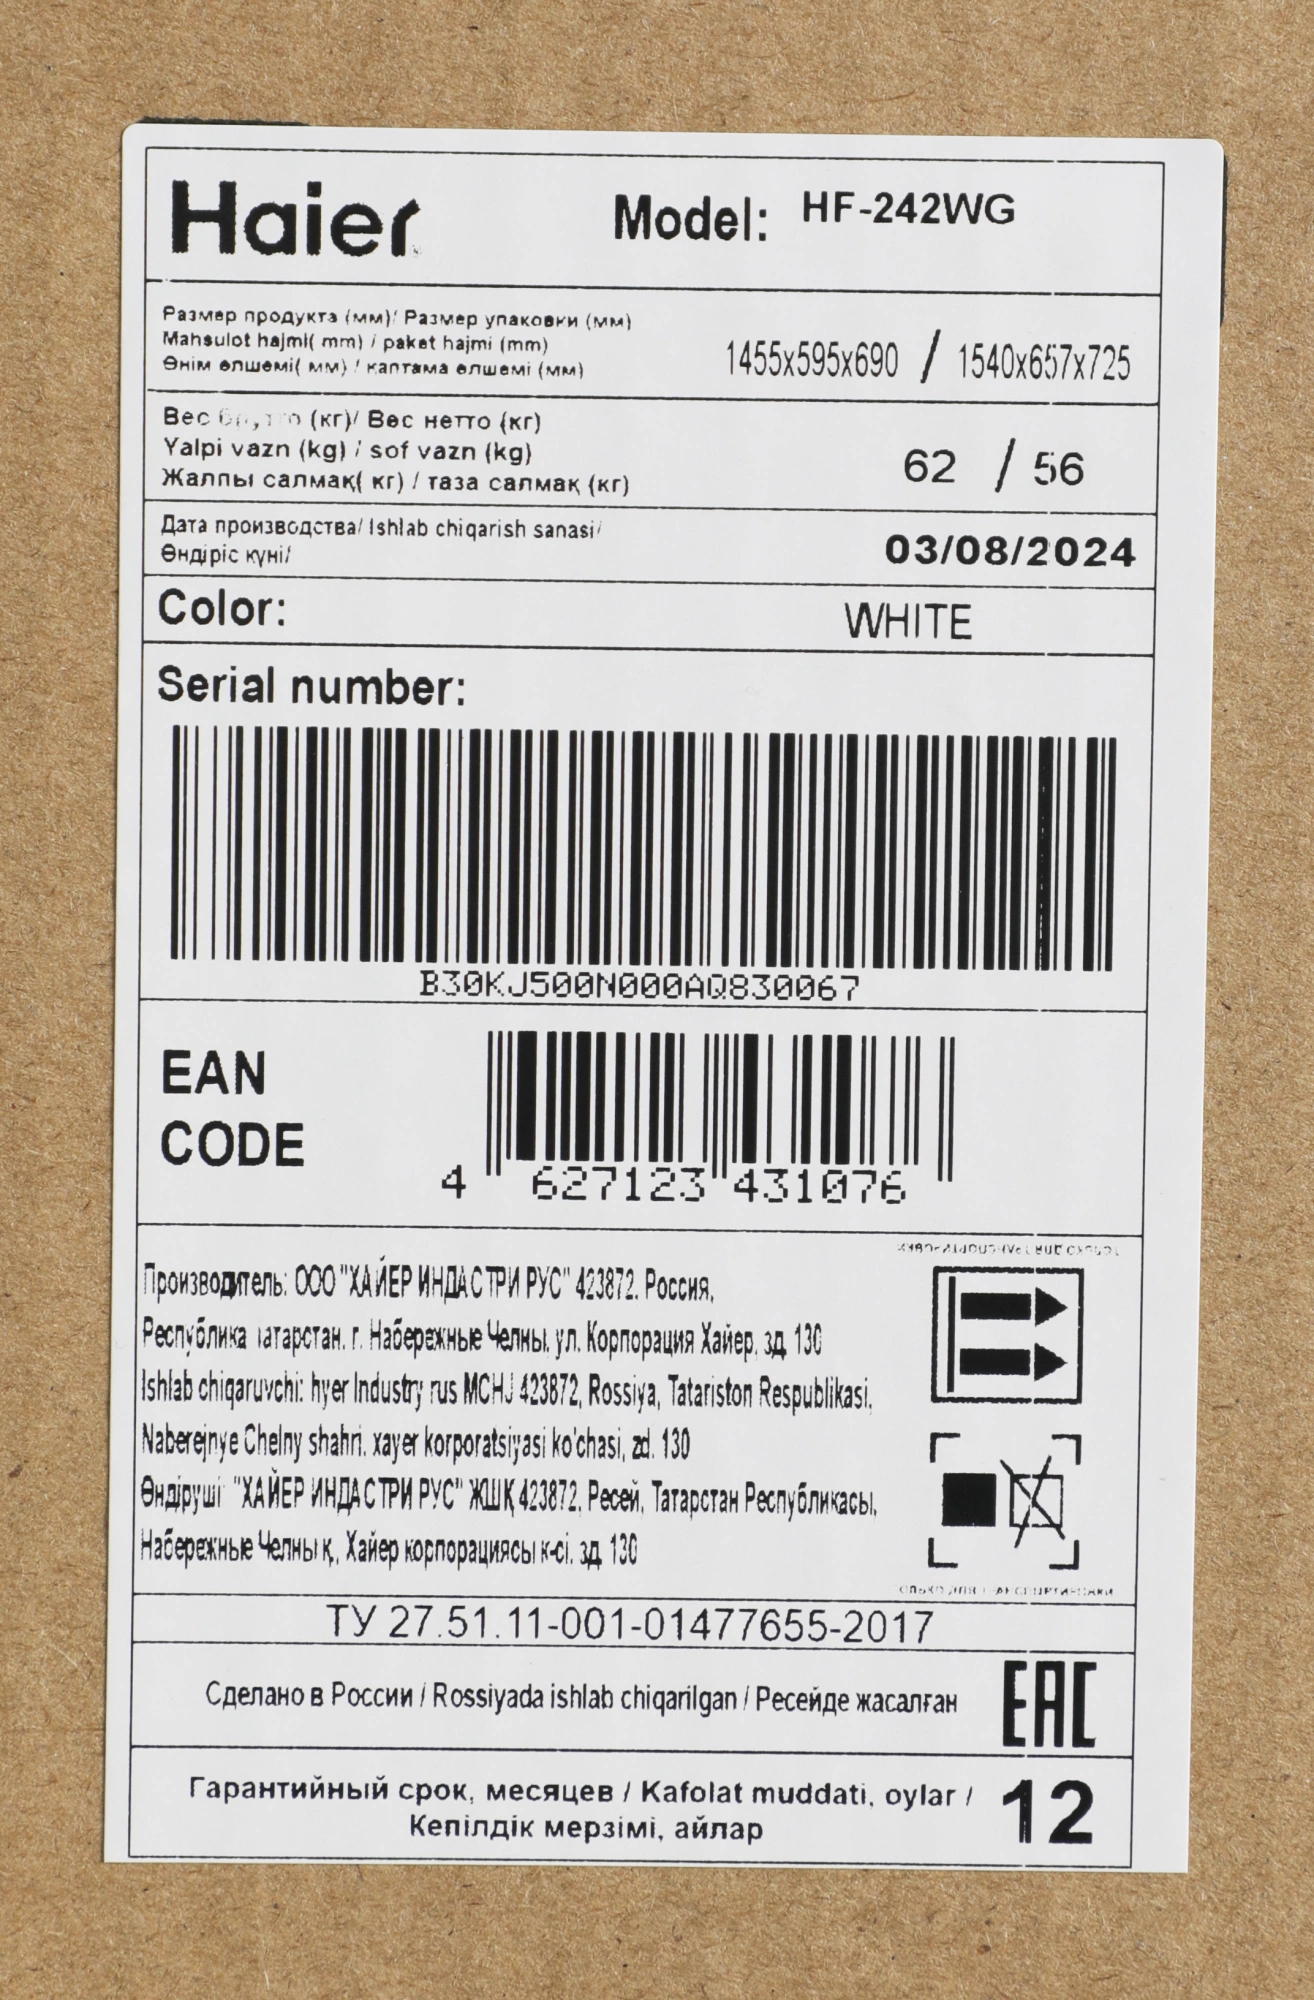 Haier
Model: HF-242WG
Размер продукта (мм)/ Размер упаковки (мм)
Mahsulot hajmi( mm) / paket hajmi (mm)
Өнім өлшемі( мм) / каптама өлшемі (мм)
1455x595x690 / 1540x657x725
Вес брутто (кг)/ Вес нетто (кг)
Yalpi vazn (kg) / sof vazn (kg)
Жалпы салмақ( кг) / таза салмақ (кг)
62 / 56
Дата производства/ Ishlab chiqarish sanasi/
Өндіріс күні/
03/08/2024
Color: WHITE
Serial number:
B30KJ500N000AQ830067
EAN
CODE
4 627123 431076
Производитель: ООО "ХАЙЕР ИНДАСТРИ РУС" 423872. Россия,
Республика татарстан. г. Набережные Челны. ул. Корпорация Хайер, зд. 130
Ishlab chiqaruvchi: hyer Industry rus MCHJ 423872, Rossiya, Tatariston Respublikasi,
Naberejnye Chelny shahri. xayer korporatsiyasi ko'chasi, zd. 130
Өндіруші "ХАЙЕР ИНДАСТРИ РУС" ЖШҚ 423872, Ресей, Татарстан Республикасы,
Набережные Челны қ., Хайер корпорациясы к-сі. зд. 130
только для транспортировки
только для транспортировки
ТУ 27.51.11-001-01477655-2017
Сделано в России / Rossiyada ishlab chiqarilgan / Ресейде жасалған
EAC
Гарантийный срок, месяцев / Kafolat muddati, oylar /
Кепілдік мерзімі, айлар
12